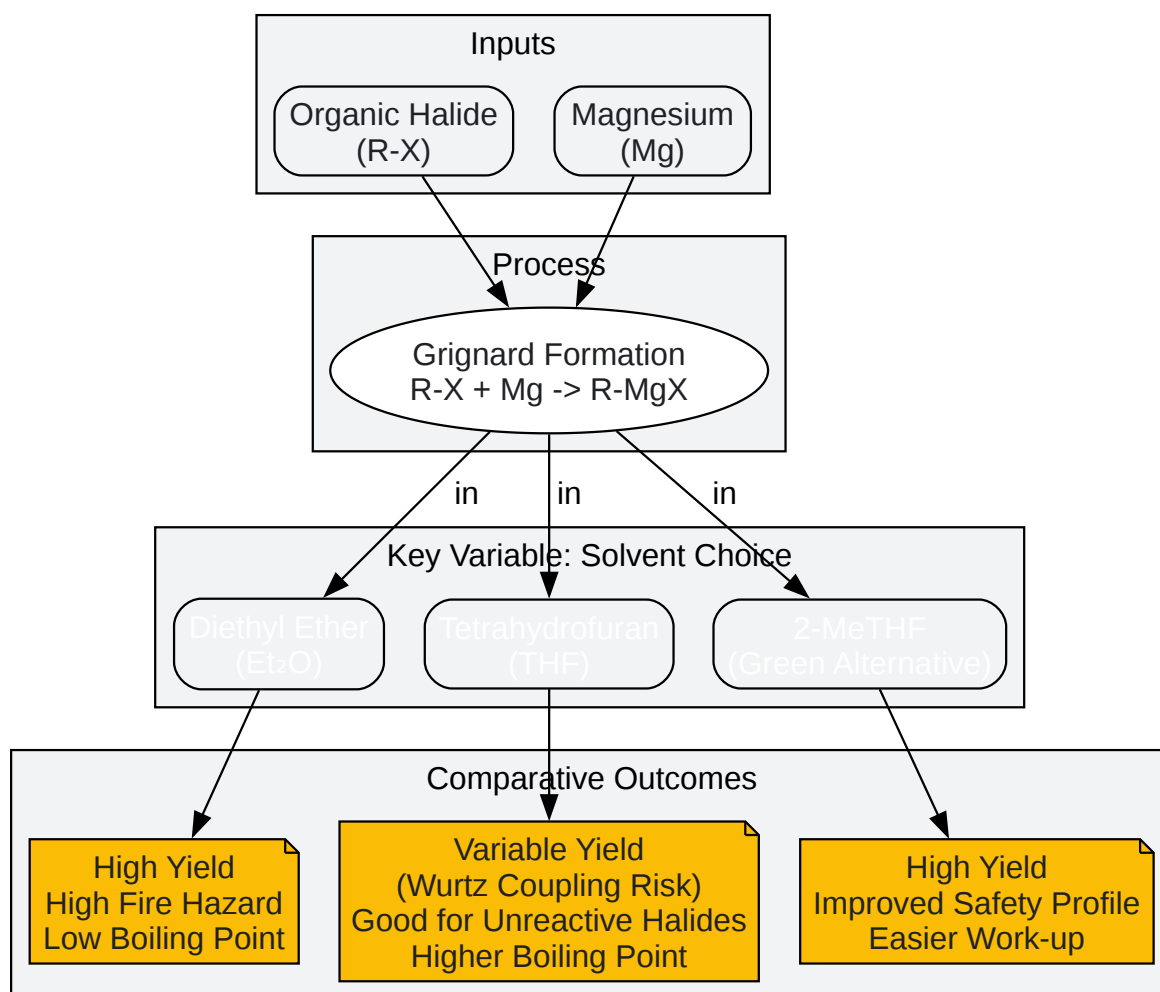 Inputs
Organic Halide
(R-X)
Magnesium
(Mg)
Process
Grignard Formation
R-X + Mg -> R-MgX
in
in
in
Key Variable: Solvent Choice
Diethyl Ether
(Et₂O)
Tetrahydrofuran
(THF)
2-MeTHF
(Green Alternative)
Comparative Outcomes
High Yield
High Fire Hazard
Low Boiling Point
Variable Yield
(Wurtz Coupling Risk)
Good for Unreactive Halides
Higher Boiling Point
High Yield
Improved Safety Profile
Easier Work-up